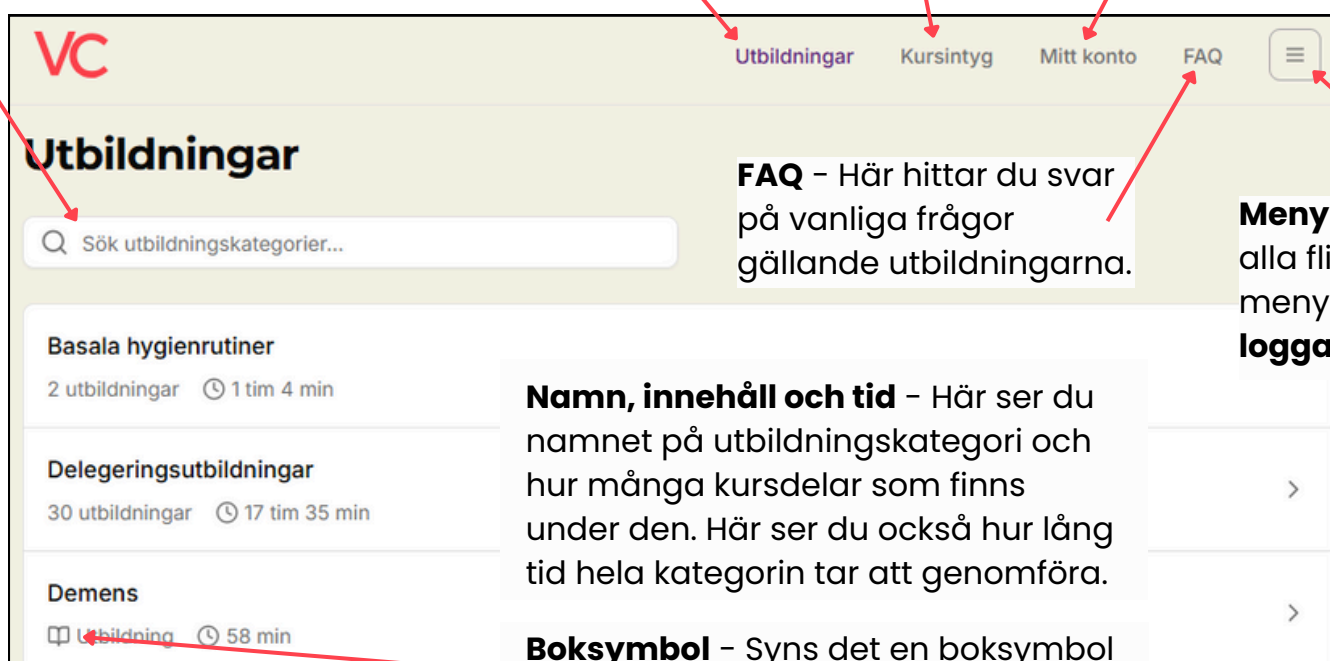 VC
Utbildningar Kursintyg Mitt konto FAQ
Utbildningar
Sök utbildningskategorier...
FAQ - Här hittar du svar
på vanliga frågor
gällande utbildningarna.
Meny
alla
meny
logga
Basala hygienrutiner
2 utbildningar 1 tim 4 min
Namn, innehåll och tid - Här ser du
namnet på utbildningskategori och
hur många kursdelar som finns
under den. Här ser du också hur lång
tid hela kategorin tar att genomföra.
Delegeringsutbildningar
30 utbildningar 17 tim 35 min
Demens
Utbildning 58 min
Boksymbol - Syns det en boksymbol